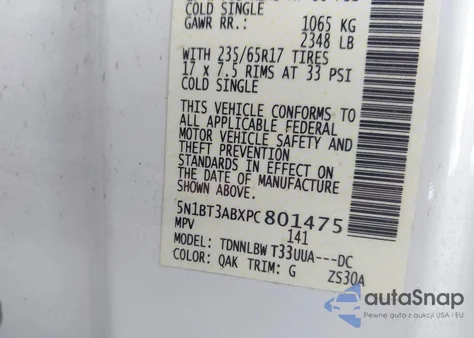 COLD SINGLE
GAWR RR.: 1065 KG
2348 LB
WITH 235/65R17 TIRES
17 x 7.5 RIMS AT 33 PSI
COLD SINGLE
THIS VEHICLE CONFORMS TO
ALL APPLICABLE FEDERAL
MOTOR VEHICLE SAFETY AND
THEFT PREVENTION
STANDARDS IN EFFECT ON
THE DATE OF MANUFACTURE
SHOWN ABOVE.
5N1BT3ABXPC801475
MPV 141
MODEL: TDNNLBW T33UUA---DC
COLOR: QAK TRIM: G ZS30A
autaSnap
Pewne auta z aukcji USA i EU